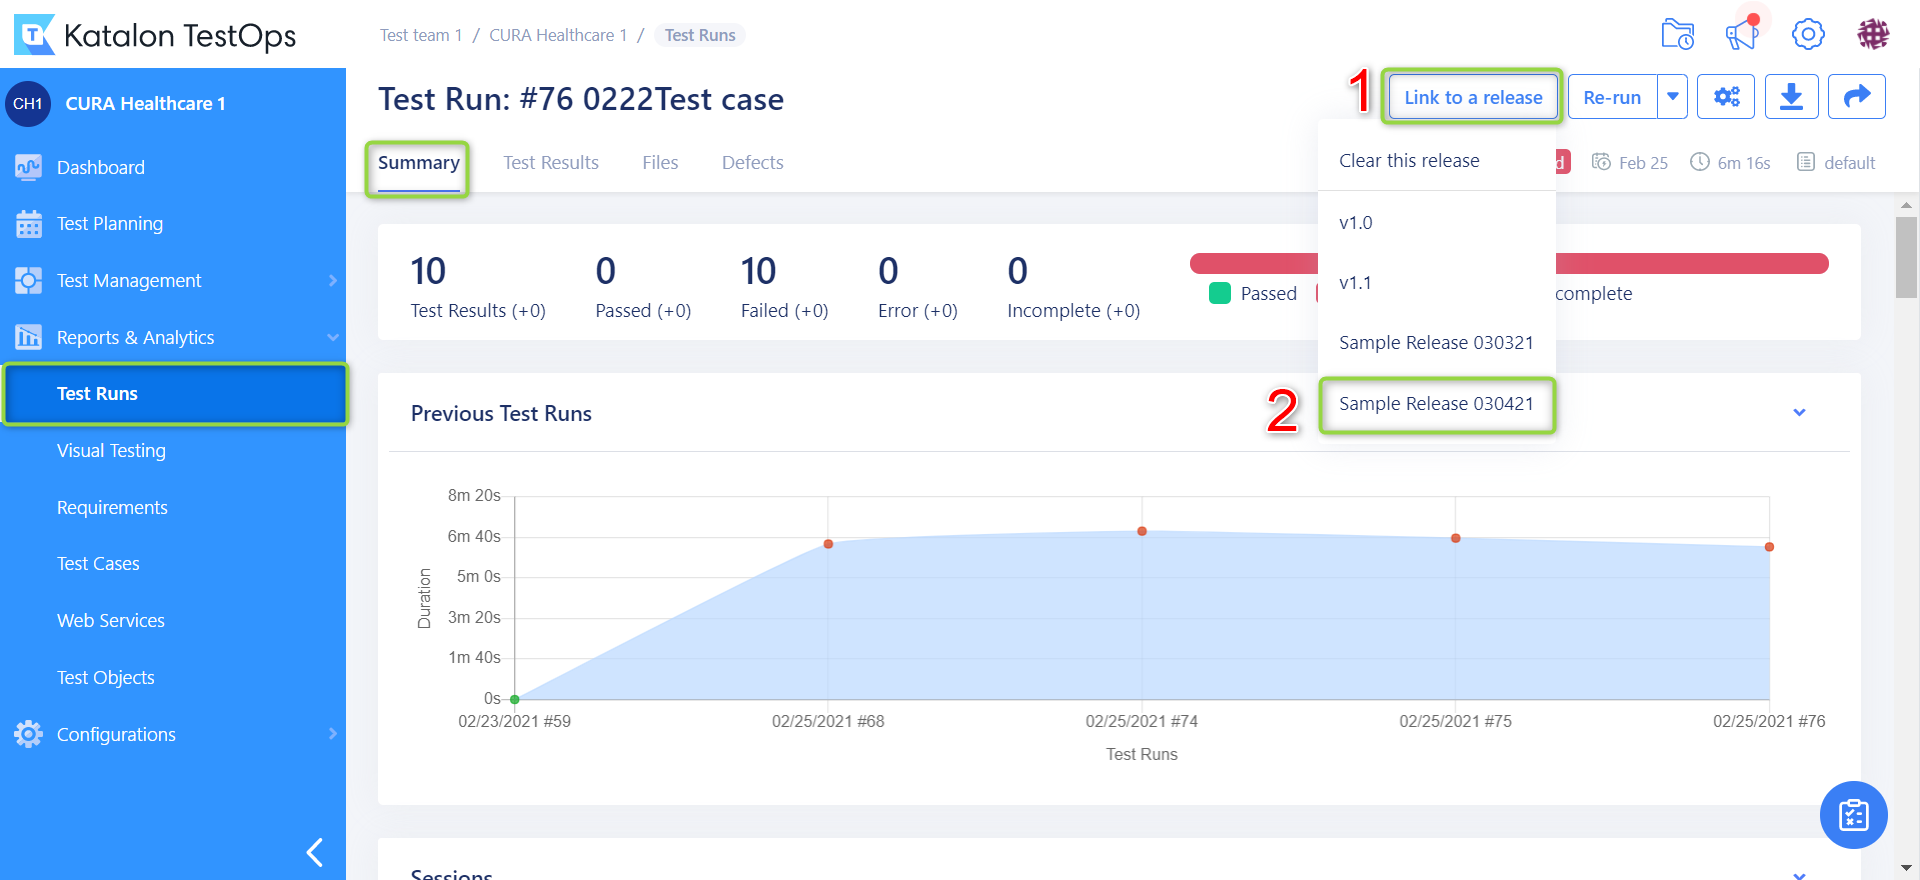 Katalon TestOps
Test team 1 / CURA Healthcare 1 / Test Runs
CH1 CURA Healthcare 1
Dashboard
Test Planning
Test Management
Reports & Analytics
Test Runs
Visual Testing
Requirements
Test Cases
Web Services
Test Objects
Configurations
Test Run: #76 0222Test case
1
Link to a release
Re-run
Summary
Test Results
Files
Defects
d
Feb 25
6m 16s
default
Clear this release
v1.0
v1.1
Sample Release 030321
2
Sample Release 030421
10
Test Results (+0)
0
Passed (+0)
10
Failed (+0)
0
Error (+0)
0
Incomplete (+0)
Passed
complete
Previous Test Runs
8m 20s
6m 40s
5m 0s
3m 20s
1m 40s
0s
Duration
02/23/2021 #59
02/25/2021 #68
02/25/2021 #74
02/25/2021 #75
02/25/2021 #76
Test Runs
Sessions